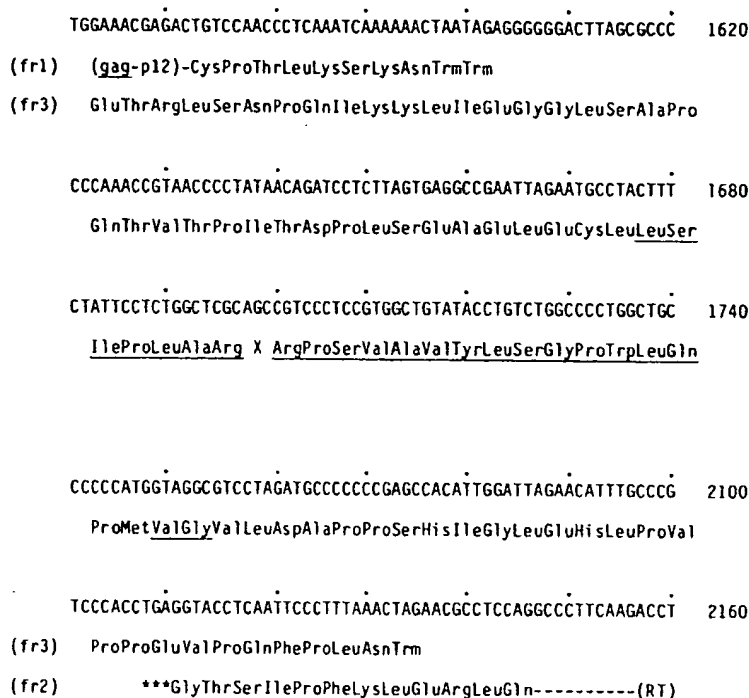 TGGAAACGAGACTGTCCAACCCTCAAATCAAAAAACTAATAGAGGGGGGACTTAGCGCCC 1620
(fr1) (gag-p12)-CysProThrLeuLysSerLysAsnTrmTrm
(fr3) GluThrArgLeuSerAsnProGlnIleLysLysLeuIleGluGlyGlyLeuSerAlaPro
CCCAAACCGTAACCCCTATAACAGATCCTCTTAGTGAGGCCGAATTAGAATGCCTACTTT 1680
GlnThrValThrProIleThrAspProLeuSerGluAlaGluLeuGluCysLeuLeuSer
CTATTCCTCTGGCTCGCAGCCGTCCCTCCGTGGCTGTATACCTGTCTGGCCCCTGGCTGC 1740
IleProLeuAlaArg X ArgProSerValAlaValTyrLeuSerGlyProTrpLeuGln
CCCCCATGGTAGGCGTCCTAGATGCCCCCCCGAGCCACATTGGATTAGAACATTTGCCCG 2100
ProMetValGlyValLeuAspAlaProProSerHisIleGlyLeuGluHisLeuProVal
TCCCACCTGAGGTACCTCAATTCCCTTTAAACTAGAACGCCTCCAGGCCCTTCAAGACCT 2160
(fr3) ProProGluValProGlnPheProLeuAsnTrm
(fr2) ***GlyThrSerIleProPheLysLeuGluArgLeuGln----------(RT)